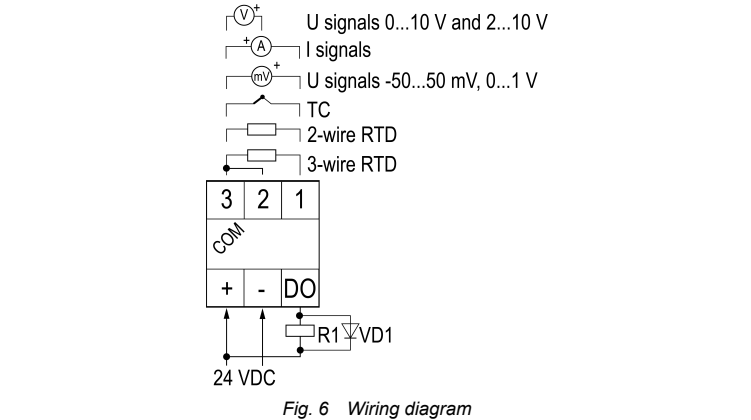 V +
U signals 0...10 V and 2...10 V
+ A
I signals
mV +
U signals -50...50 mV, 0...1 V
TC
2-wire RTD
3-wire RTD
3 2 1
COM
+ - DO
R1 VD1
24 VDC
Fig. 6 Wiring diagram